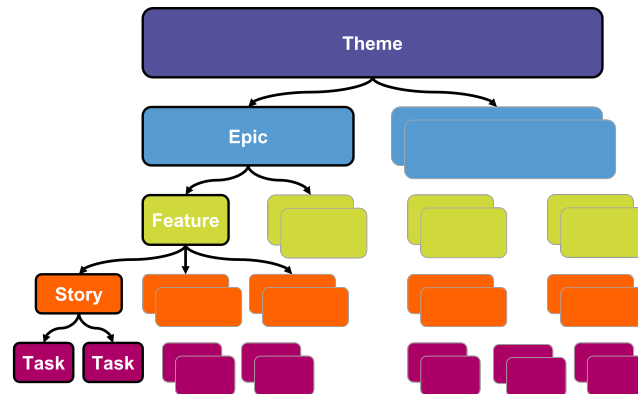 Theme
Epic
Feature
Story
Task
Task